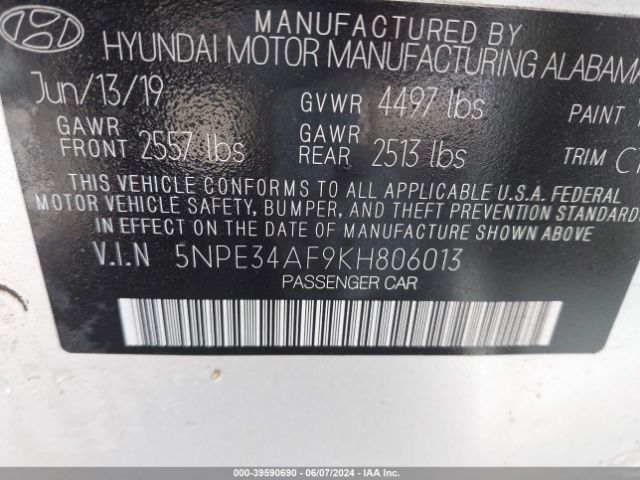 MANUFACTURED BY
HYUNDAI MOTOR MANUFACTURING ALABAMA
Jun/13/19 GVWR 4497 lbs PAINT
GAWR FRONT 2557 lbs GAWR REAR 2513 lbs TRIM
THIS VEHICLE CONFORMS TO ALL APPLICABLE U.S.A. FEDERAL
MOTOR VEHICLE SAFETY, BUMPER, AND THEFT PREVENTION STANDARD
IN EFFECT ON THE DATE OF MANUFACTURE SHOWN ABOVE.
V.I.N 5NPE34AF9KH806013
PASSENGER CAR
000-39590690 - 06/07/2024 - IAA Inc.